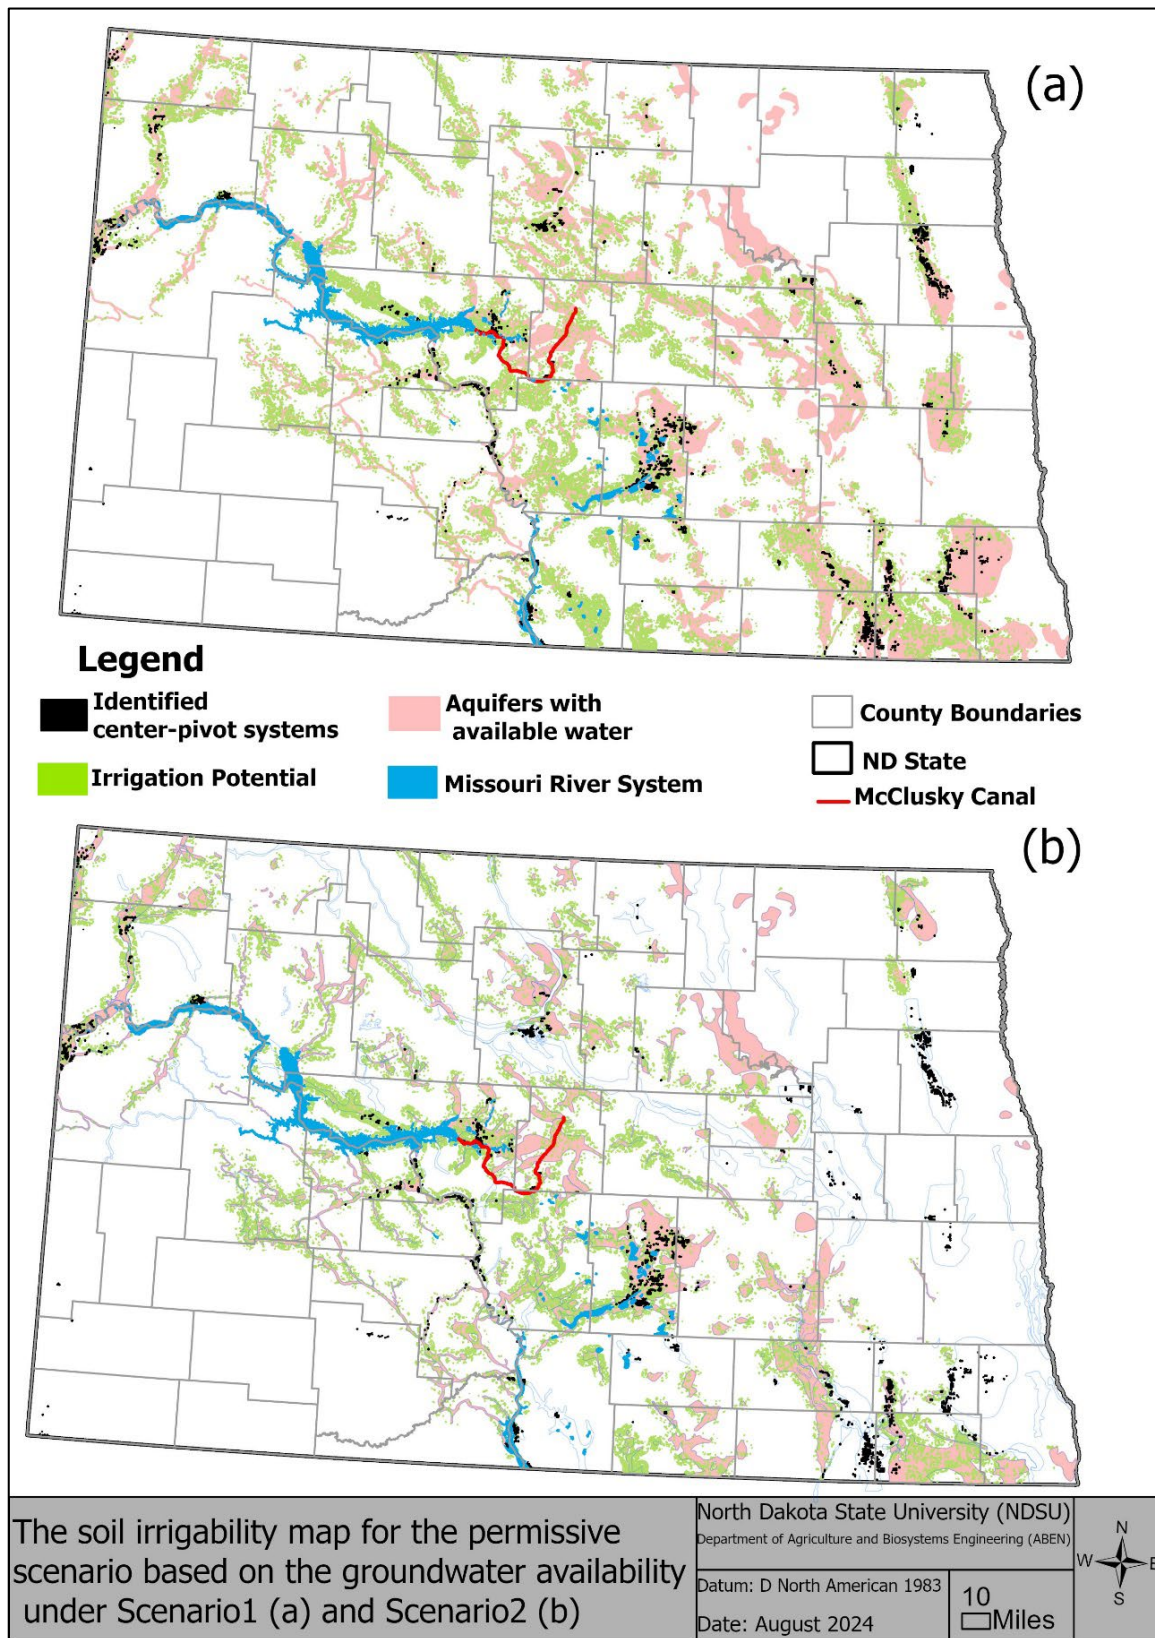 (a)
Legend
Identified
center-pivot systems
Aquifers with
available water
County Boundaries
Irrigation Potential
Missouri River System
ND State
McClusky Canal
(b)
The soil irrigability map for the permissive
scenario based on the groundwater availability
under Scenario1 (a) and Scenario2 (b)
North Dakota State University (NDSU)
Department of Agriculture and Biosystems Engineering (ABEN)
Datum: D North American 1983
Date: August 2024
10
Miles
N
W
E
S